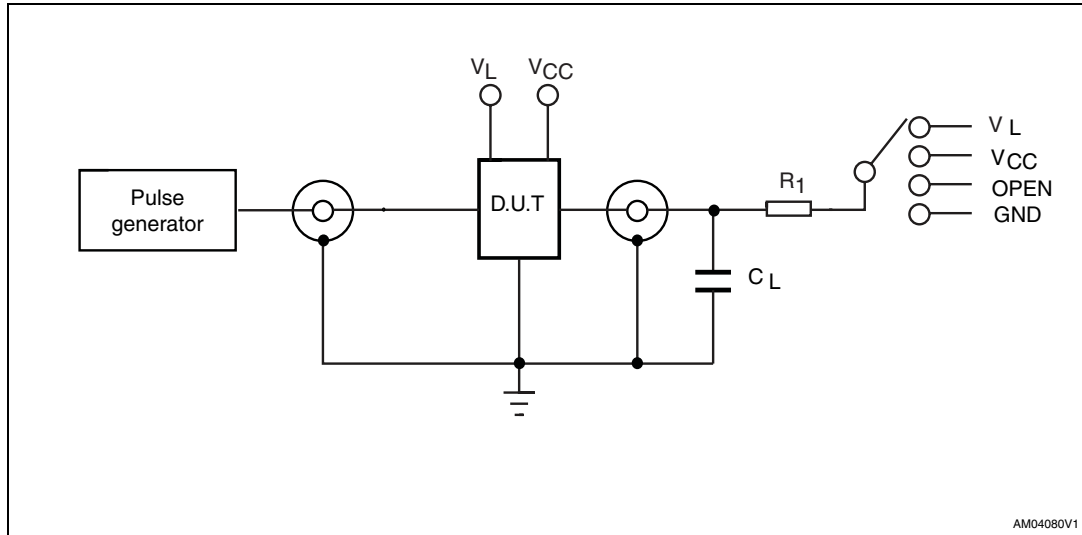 VL
VCC
Pulse
generator
D.U.T
R1
CL
VL
VCC
OPEN
GND
AM04080V1